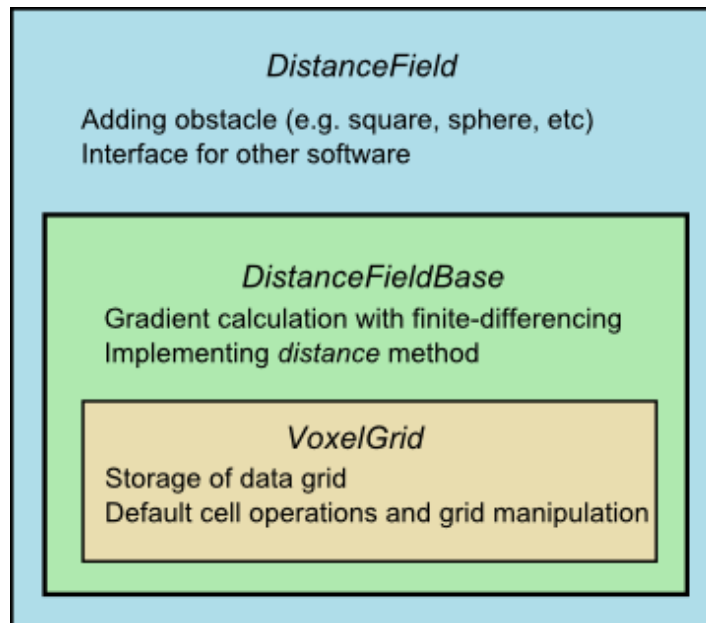 DistanceField
Adding obstacle (e.g. square, sphere, etc)
Interface for other software
DistanceFieldBase
Gradient calculation with finite-differencing
Implementing distance method
VoxelGrid
Storage of data grid
Default cell operations and grid manipulation